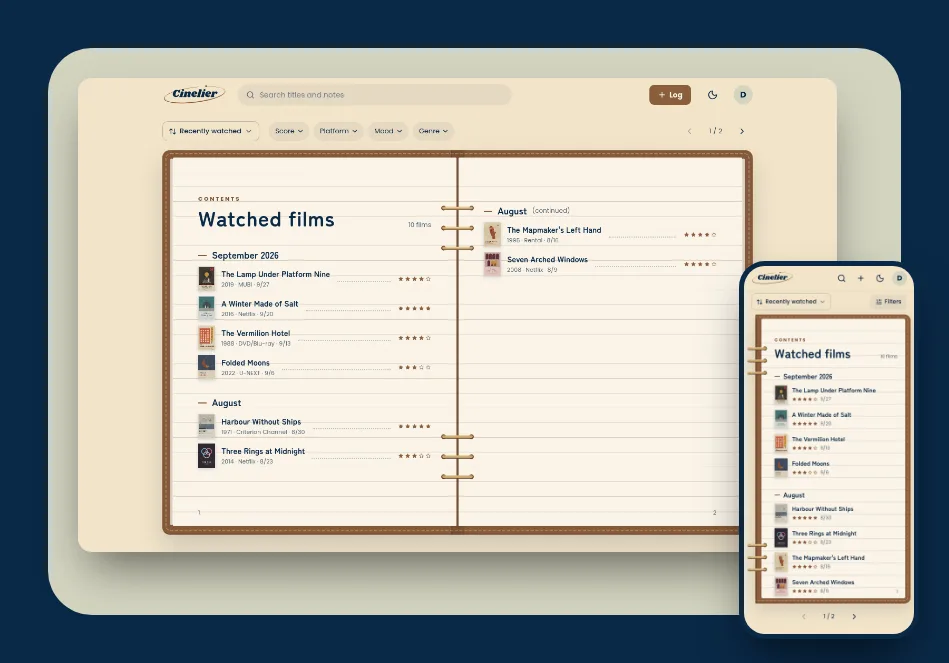 Cinelier
Search titles and notes
+ Log
D
Recently watched
Score
Platform
Mood
Genre
1 / 2
CONTENTS
Watched films
10 films
September 2026
The Lamp Under Platform Nine
2019 · MUBI · 9/27
A Winter Made of Salt
2016 · Netflix · 9/20
The Vermilion Hotel
1988 · DVD/Blu-ray · 9/13
Folded Moons
2022 · U-NEXT · 9/6
August
Harbour Without Ships
1971 · Criterion Channel · 8/30
Three Rings at Midnight
2014 · Netflix · 8/23
1
August (continued)
The Mapmaker's Left Hand
1995 · Rental · 8/16
Seven Arched Windows
2008 · Netflix · 8/9
2
Cinelier
D
Recently watched
Filters
CONTENTS
Watched films
10 films
September 2026
The Lamp Under Platform Nine
9/27
A Winter Made of Salt
9/20
The Vermilion Hotel
9/13
Folded Moons
9/6
August
Harbour Without Ships
8/30
Three Rings at Midnight
8/23
The Mapmaker's Left Hand
8/16
Seven Arched Windows
1 / 2